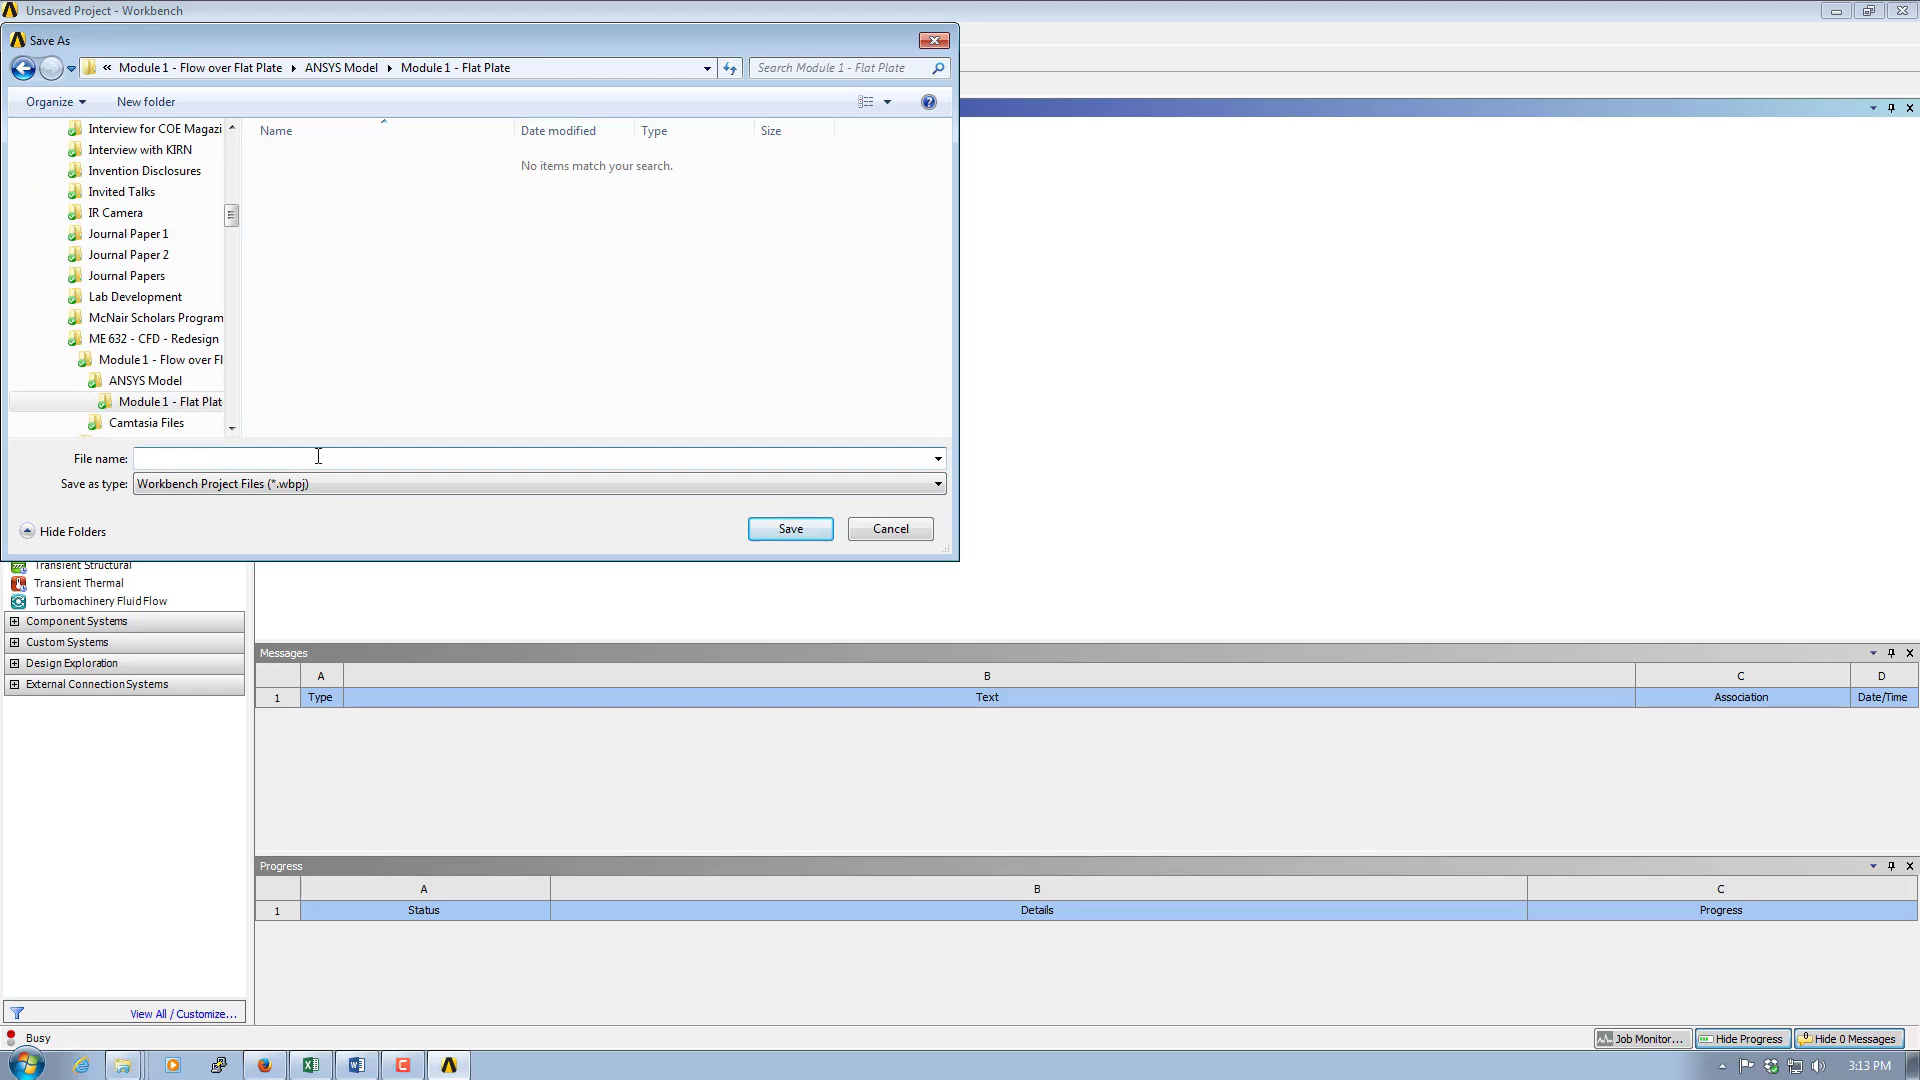 Unsaved Project - Workbench
Save As
« Module 1 - Flow over Flat Plate ANSYS Model Module 1 - Flat Plate
Search Module 1 - Flat Plate
Organize New folder
Name Date modified Type Size
No items match your search.
Interview for COE Magazi
Interview with KIRN
Invention Disclosures
Invited Talks
IR Camera
Journal Paper 1
Journal Paper 2
Journal Papers
Lab Development
McNair Scholars Program
ME 632 - CFD - Redesign
Module 1 - Flow over Fl
ANSYS Model
Module 1 - Flat Plat
Camtasia Files
File name:
Save as type: Workbench Project Files (*.wbpj)
Hide Folders
Save Cancel
Transient Structural
Transient Thermal
Turbomachinery Fluid Flow
Component Systems
Custom Systems
Design Exploration
External Connection Systems
View All / Customize...
Messages
A B C D
1 Type Text Association Date/Time
Progress
A B C
1 Status Details Progress
Busy
Job Monitor... Hide Progress Hide 0 Messages
3:13 PM